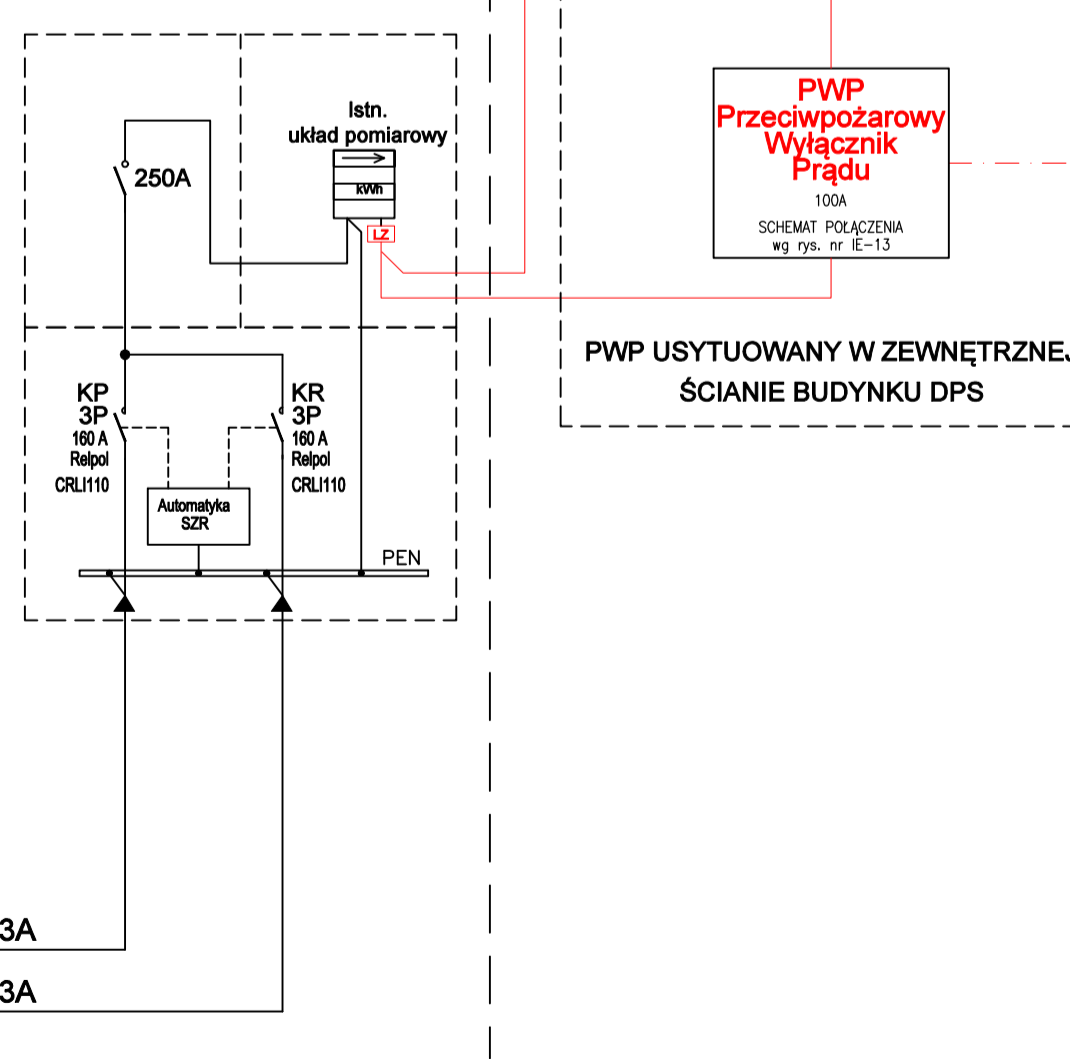 Istn.
układ pomiarowy
kWh
LZ
250A
PWP
Przeciwpożarowy
Wyłącznik
Prądu
100A
SCHEMAT POŁĄCZENIA
wg rys. nr IE-13
PWP USYTUOWANY W ZEWNĘTRZNEJ
ŚCIANIE BUDYNKU DPS
KP
3P
160 A
Relpol
CRLI110
KR
3P
160 A
Relpol
CRLI110
Automatyka
SZR
PEN
3A
3A